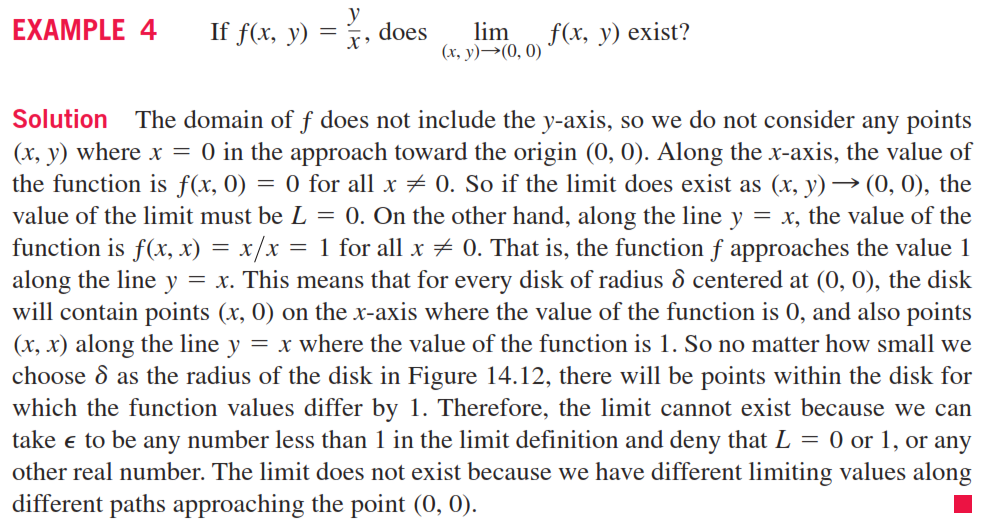 EXAMPLE 4 If f(x, y) = y/x, does lim (x, y)→(0, 0) f(x, y) exist?
Solution The domain of f does not include the y-axis, so we do not consider any points
(x, y) where x = 0 in the approach toward the origin (0, 0). Along the x-axis, the value of
the function is f(x, 0) = 0 for all x ≠ 0. So if the limit does exist as (x, y) → (0, 0), the
value of the limit must be L = 0. On the other hand, along the line y = x, the value of the
function is f(x, x) = x/x = 1 for all x ≠ 0. That is, the function f approaches the value 1
along the line y = x. This means that for every disk of radius δ centered at (0, 0), the disk
will contain points (x, 0) on the x-axis where the value of the function is 0, and also points
(x, x) along the line y = x where the value of the function is 1. So no matter how small we
choose δ as the radius of the disk in Figure 14.12, there will be points within the disk for
which the function values differ by 1. Therefore, the limit cannot exist because we can
take ϵ to be any number less than 1 in the limit definition and deny that L = 0 or 1, or any
other real number. The limit does not exist because we have different limiting values along
different paths approaching the point (0, 0).